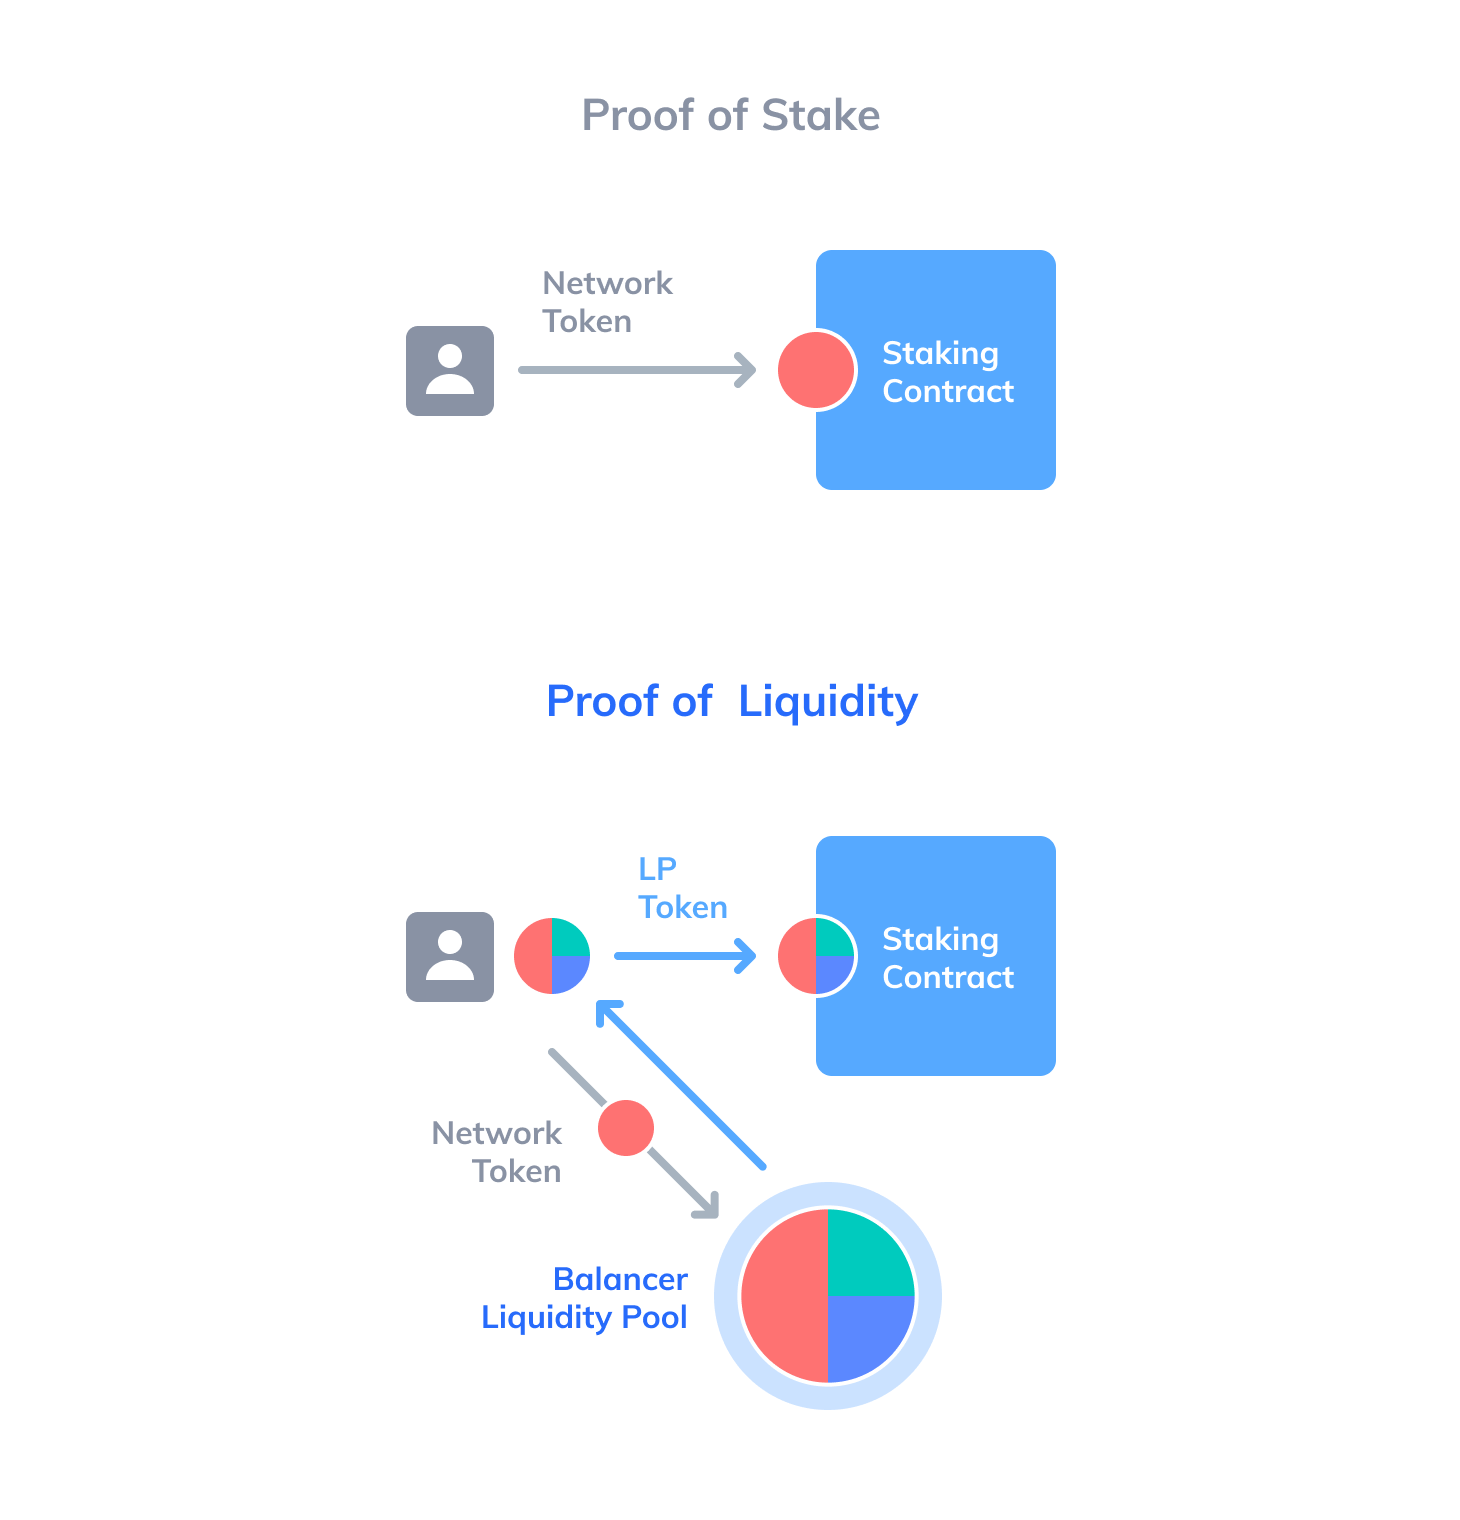 Proof of Stake
Network
Token
Staking
Contract
Proof of  Liquidity
LP
Token
Staking
Contract
Network
Token
Balancer
Liquidity Pool